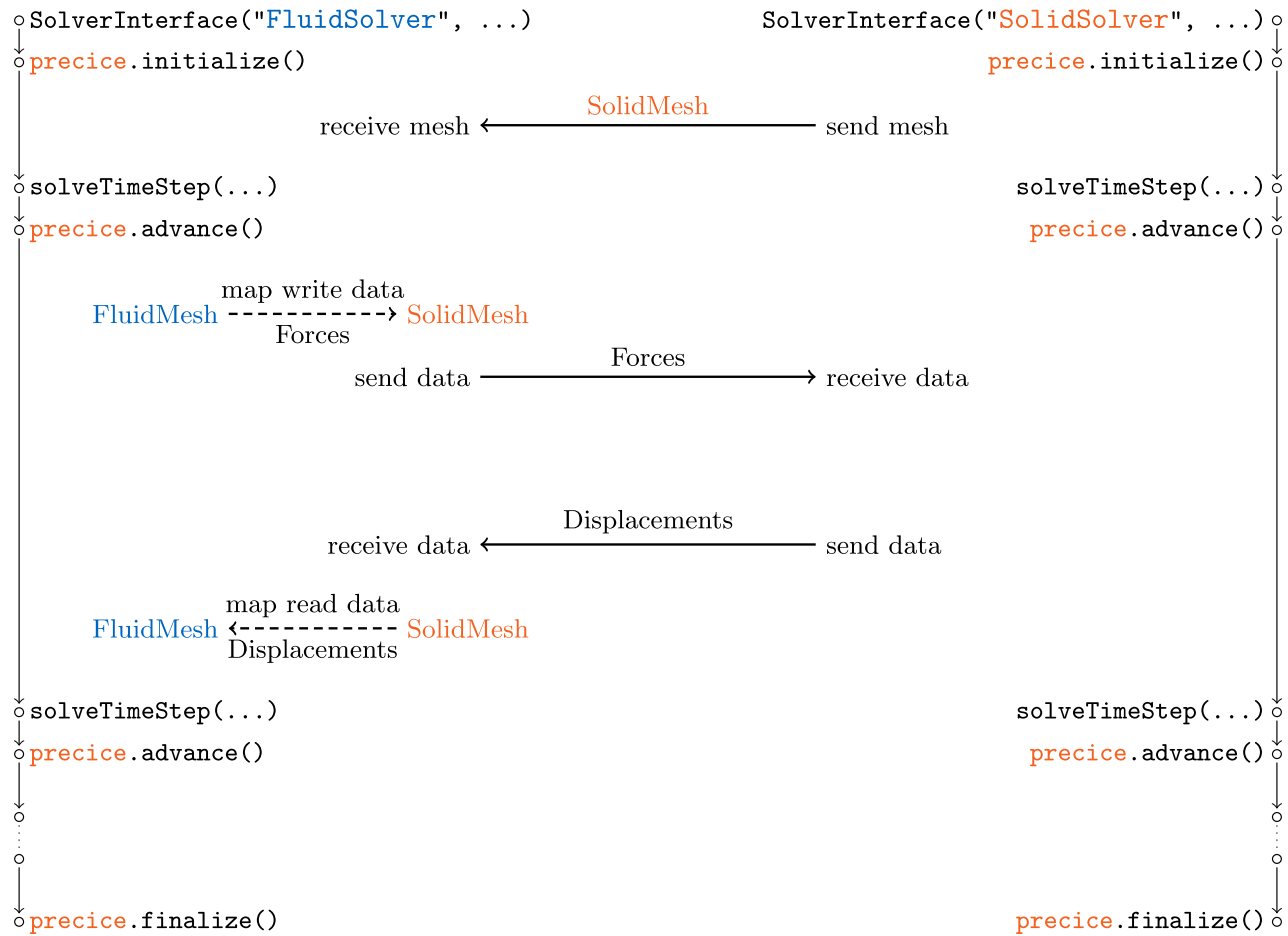 SolverInterface("FluidSolver", ...) SolverInterface("SolidSolver", ...)
precice.initialize() precice.initialize()
SolidMesh
receive mesh send mesh
solveTimeStep(...) solveTimeStep(...)
precice.advance() precice.advance()
map write data
FluidMesh SolidMesh
Forces
Forces
send data receive data
Displacements
receive data send data
map read data
FluidMesh SolidMesh
Displacements
solveTimeStep(...) solveTimeStep(...)
precice.advance() precice.advance()
precice.finalize() precice.finalize()